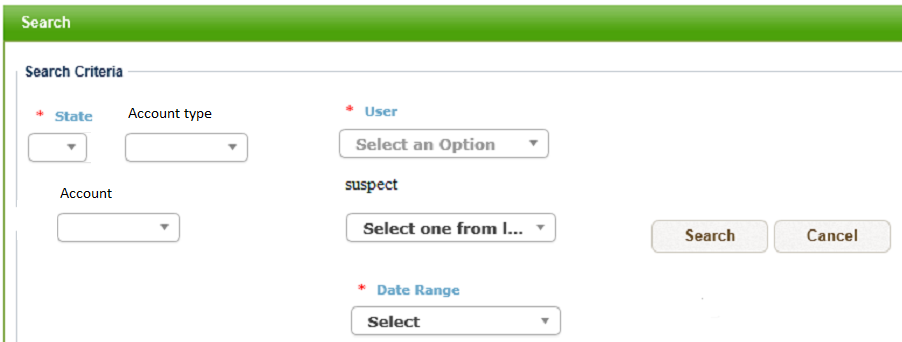 Search
Search Criteria
* State
Account type
* User
Select an Option
Account
suspect
Select one from l...
Search
Cancel
* Date Range
Select